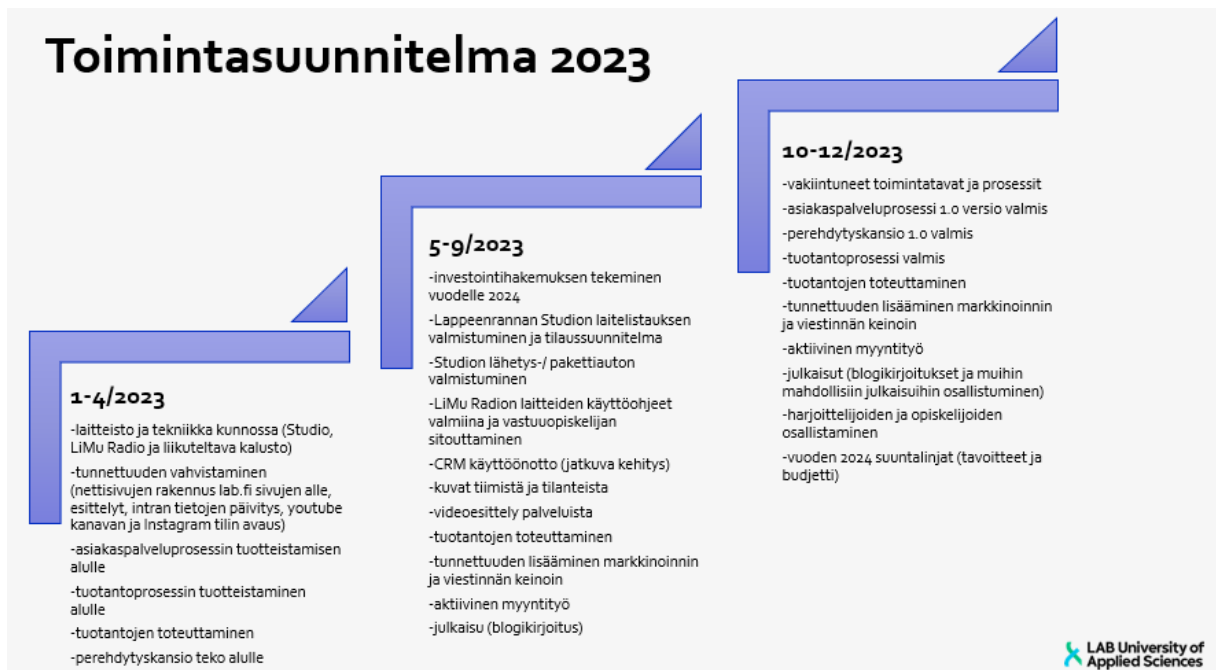 Toimintasuunnitelma 2023
1-4/2023
-laitteisto ja tekniikka kunnossa (Studio,
LiMu Radio ja liikuteltava kalusto)
-tunnettuuden vahvistaminen
(nettisivujen rakennus lab.fi sivujen alle,
esittelyt, intran tietojen päivitys, youtube
kanavan ja Instagram tilin avaus)
-asiakaspalveluprosessin tuotteistamisen
alulle
-tuotantoprosessin tuotteistaminen
alulle
-tuotantojen toteuttaminen
-perehdytyskansio teko alulle
5-9/2023
-investointihakemuksen tekeminen
vuodelle 2024
-Lappeenrannan Studion laitelistauksen
valmistuminen ja tilaussuunnitelma
-Studion lähetys-/ pakettiauton
valmistuminen
-LiMu Radion laitteiden käyttöohjeet
valmiina ja vastuuopiskelijan
sitouttaminen
-CRM käyttöönotto (jatkuva kehitys)
-kuvat tiimistä ja tilanteista
-videoesittely palveluista
-tuotantojen toteuttaminen
-tunnettuuden lisääminen markkinoinnin
ja viestinnän keinoin
-aktiivinen myyntityö
-julkaisu (blogikirjoitus)
10-12/2023
-vakiintuneet toimintatavat ja prosessit
-asiakaspalveluprosessi 1.0 versio valmis
-perehdytyskansio 1.0 valmis
-tuotantoprosessi valmis
-tuotantojen toteuttaminen
-tunnettuuden lisääminen markkinoinnin
ja viestinnän keinoin
-aktiivinen myyntityö
-julkaisut (blogikirjoitukset ja muihin
mahdollisiin julkaisuihin osallistuminen)
-harjoittelijoiden ja opiskelijoiden
osallistaminen
-vuoden 2024 suuntalinjat (tavoitteet ja
budjetti)
LAB University of
Applied Sciences